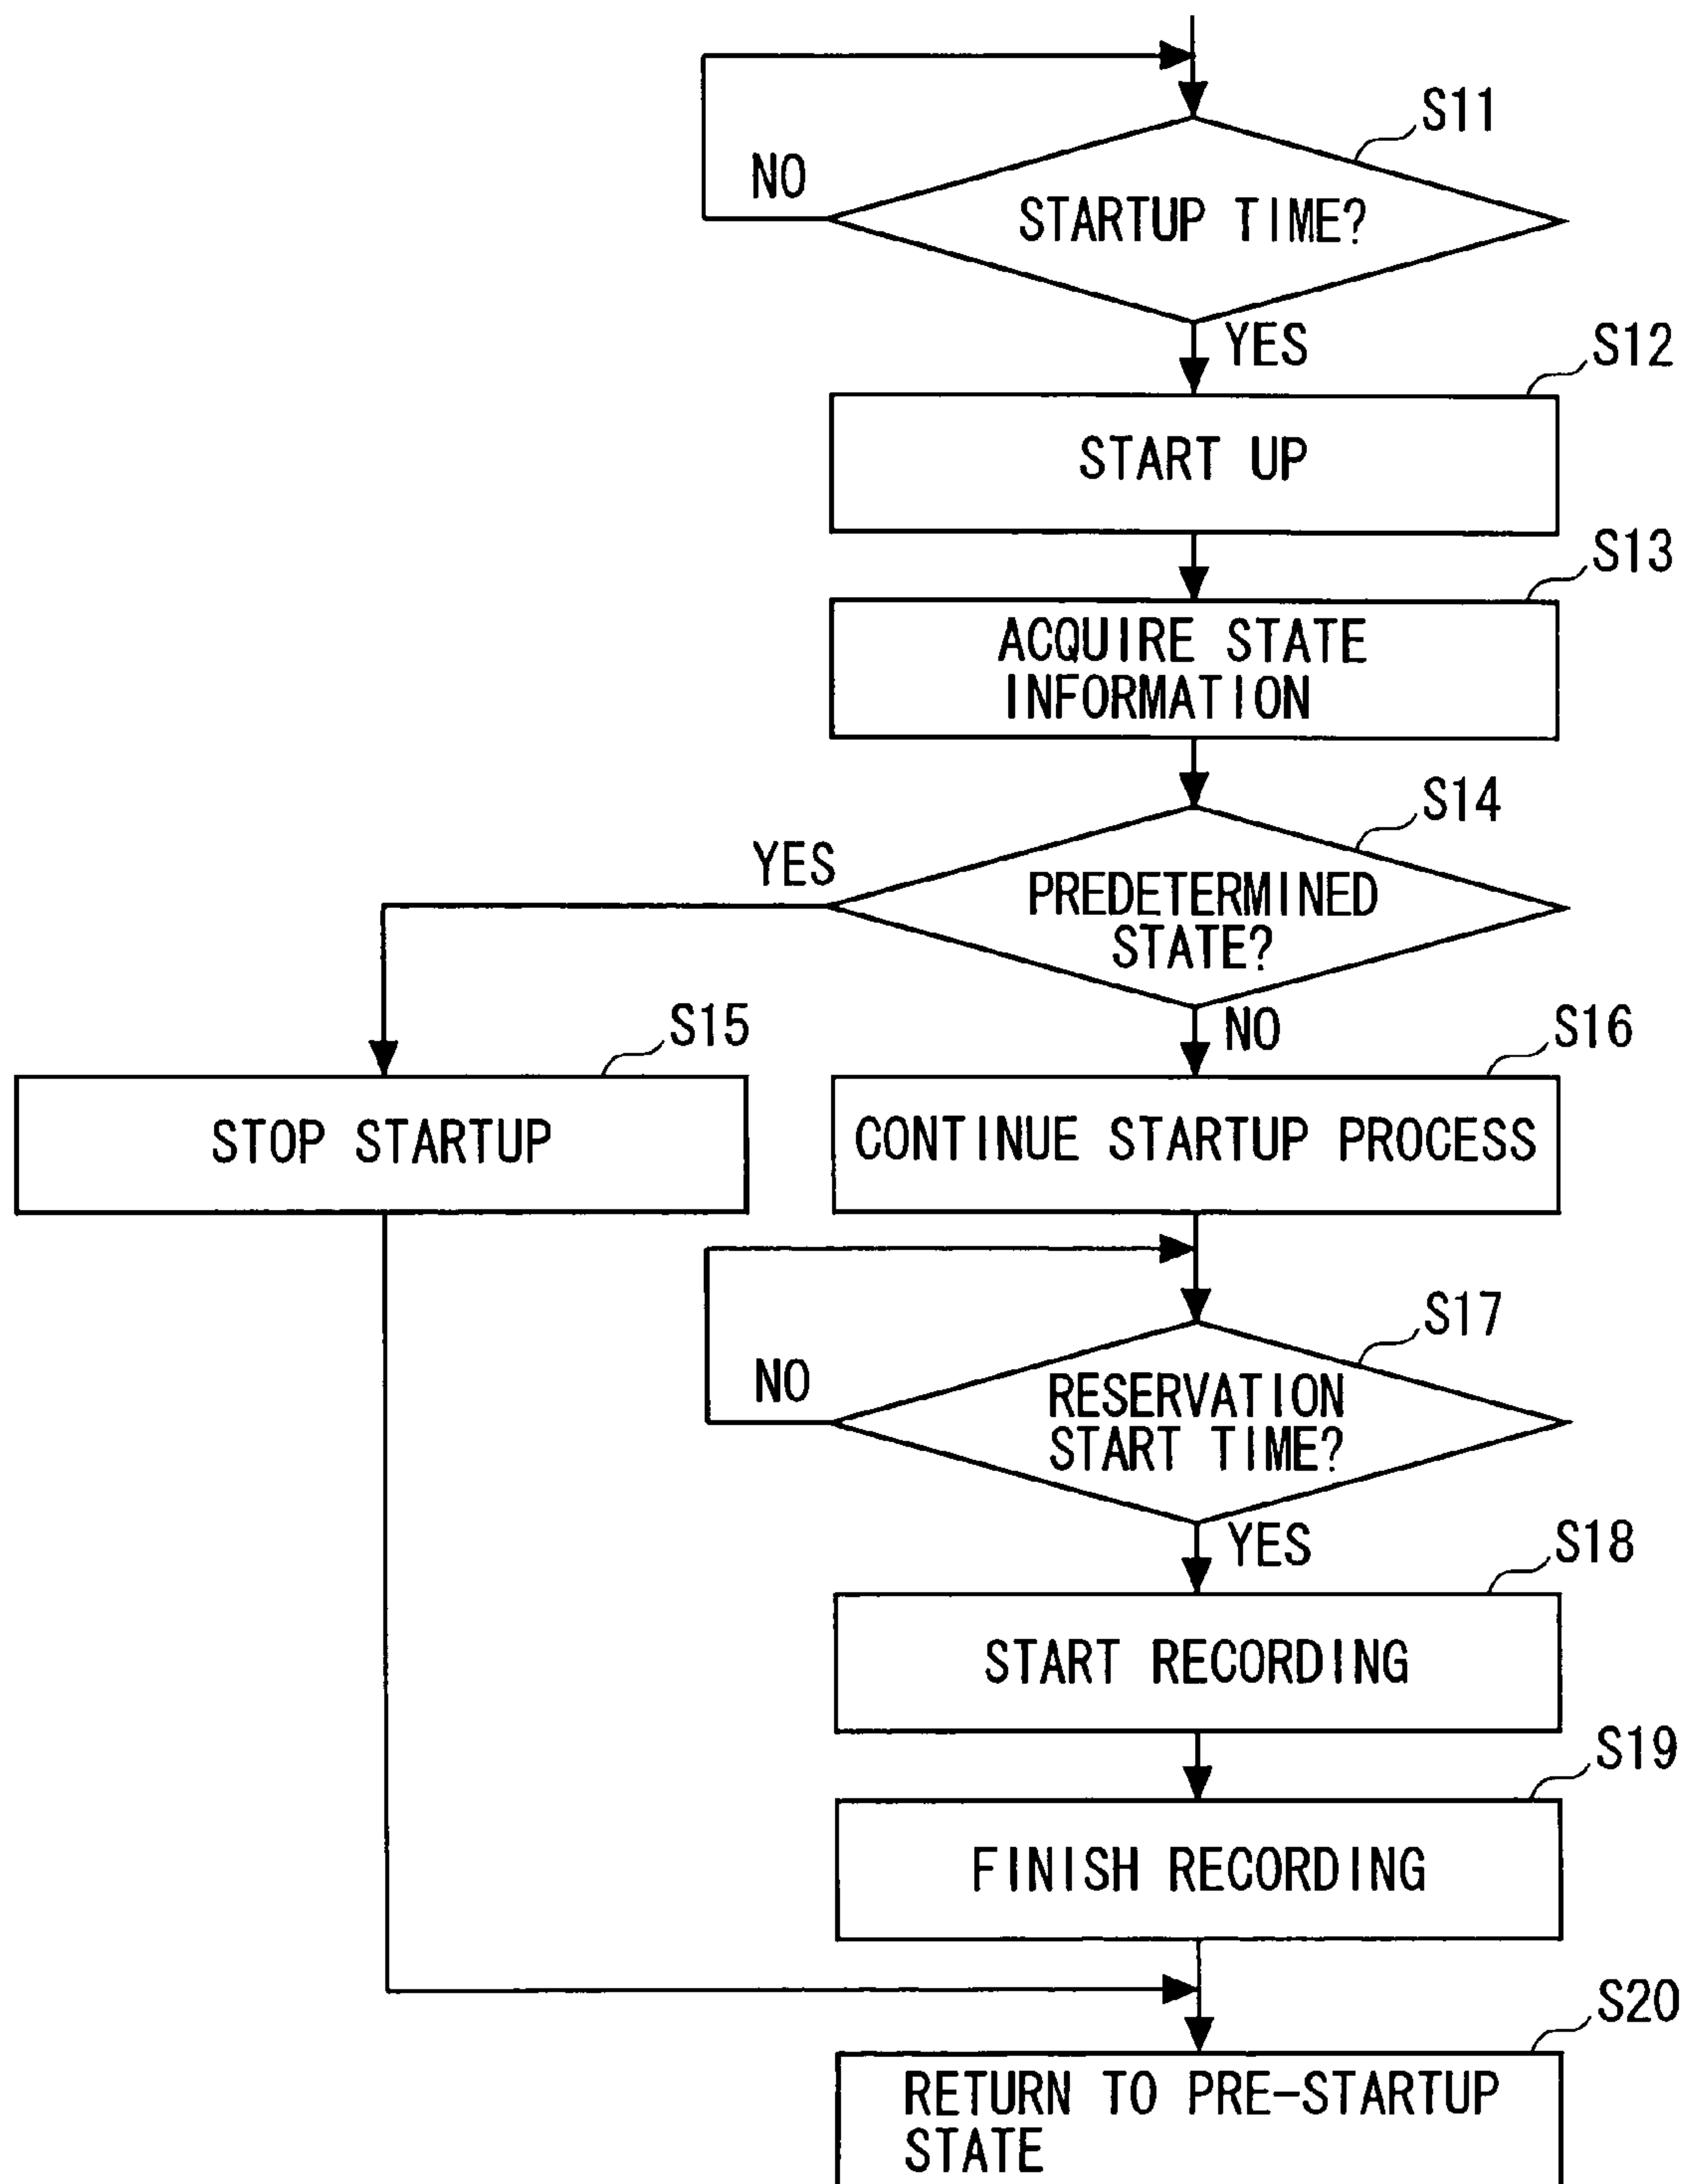 S11
NO
STARTUP TIME?
YES
S12
START UP
S13
ACQUIRE STATE
INFORMATION
S14
YES
PREDETERMINED
STATE?
NO
S15
S16
STOP STARTUP
CONTINUE STARTUP PROCESS
S17
NO
RESERVATION
START TIME?
YES
S18
START RECORDING
S19
FINISH RECORDING
S20
RETURN TO PRE-STARTUP
STATE